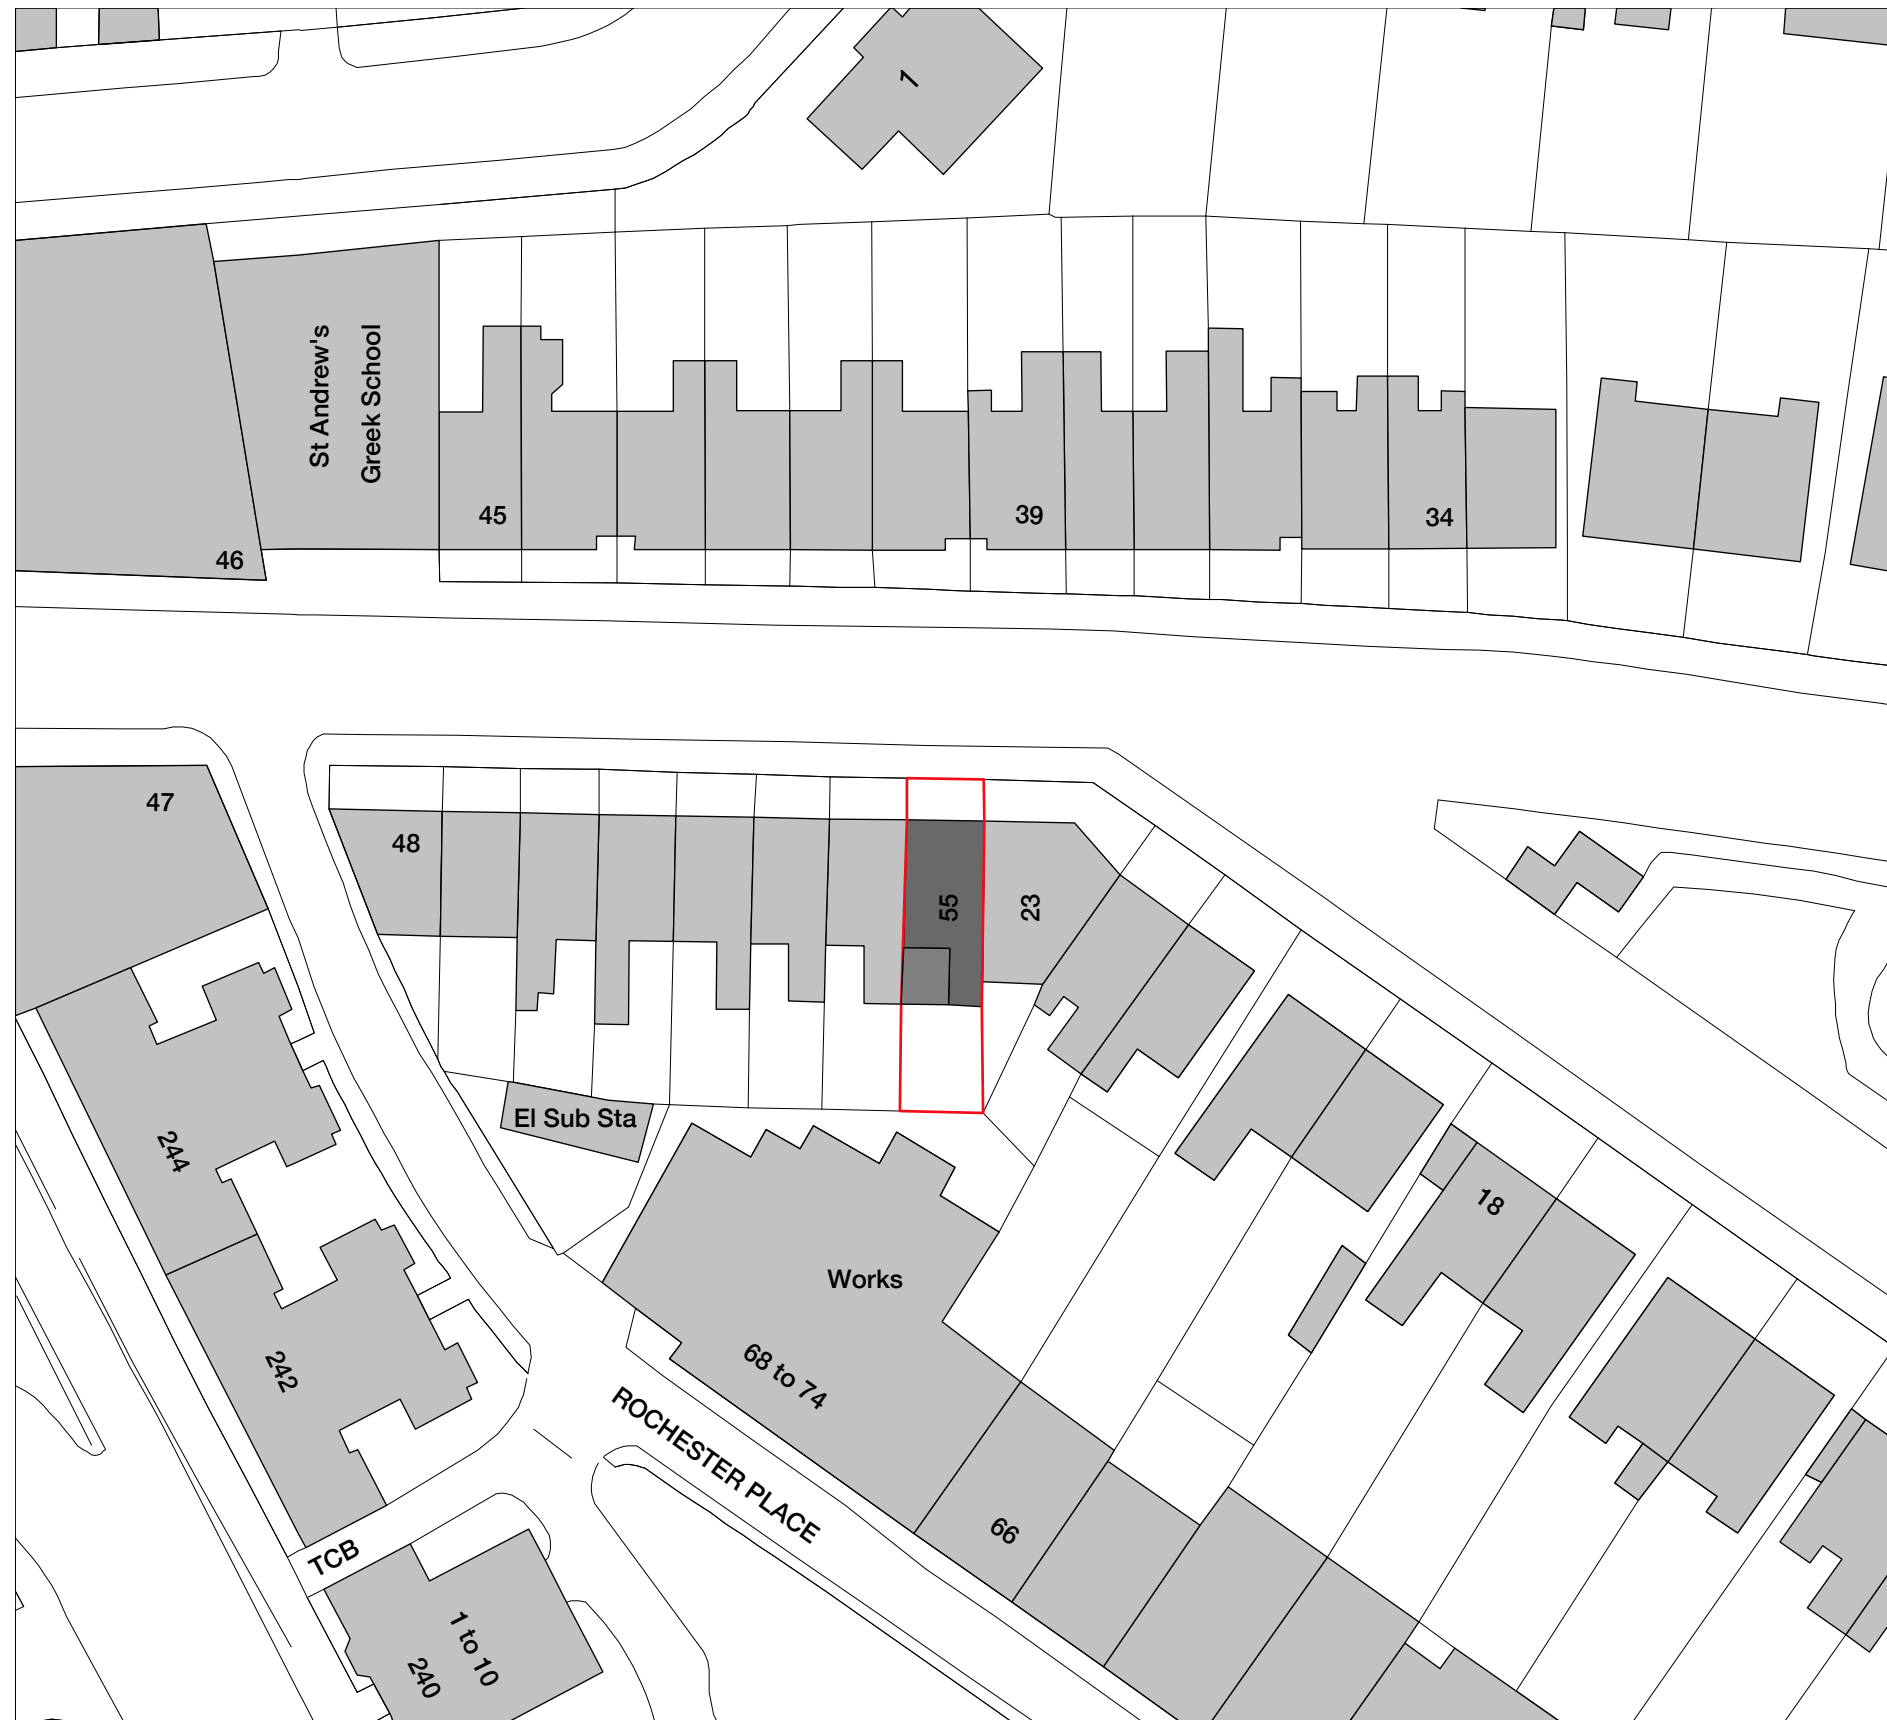 1
St Andrew's
Greek School
45
39
34
46
47
48
55
23
El Sub Sta
244
18
Works
242
68 to 74
ROCHESTER PLACE
66
TCB
1 to 10
240